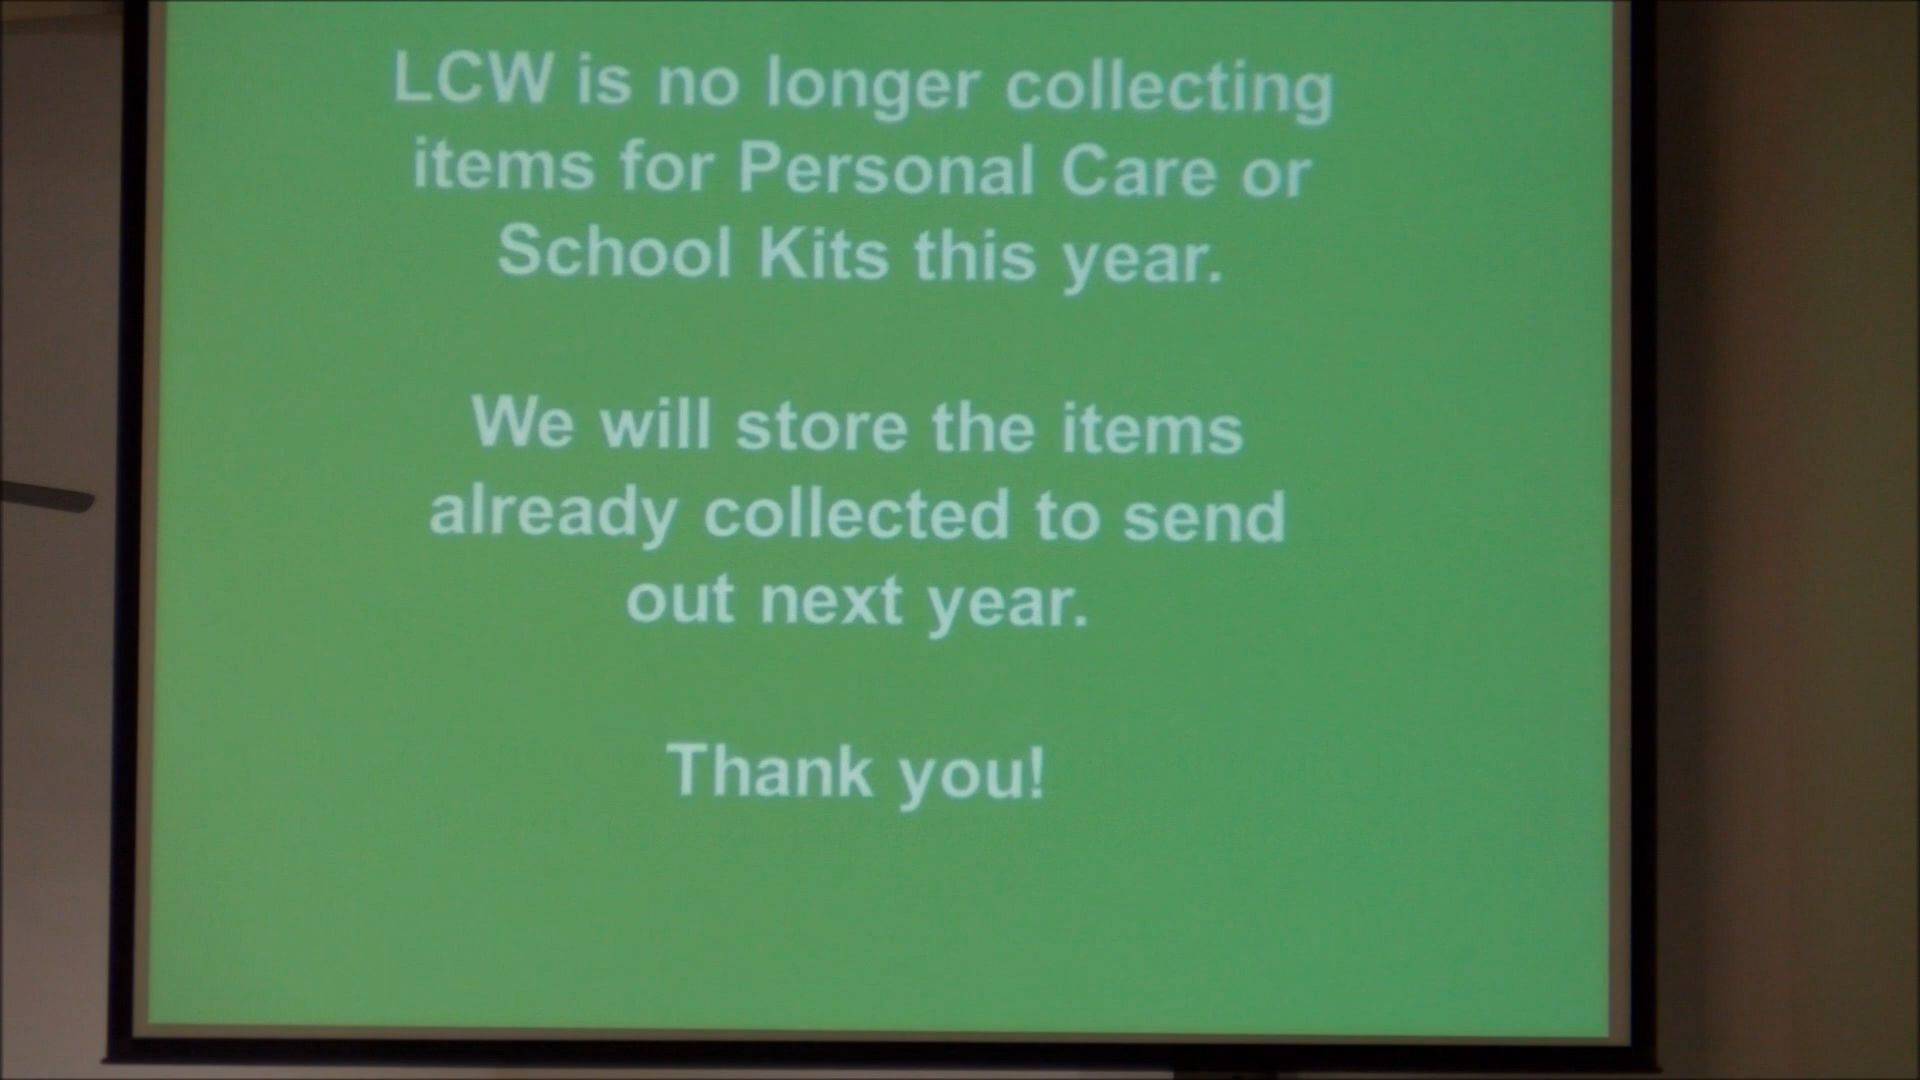 LCW is no longer collecting
items for Personal Care or
School Kits this year.
We will store the items
already collected to send
out next year.
Thank you!